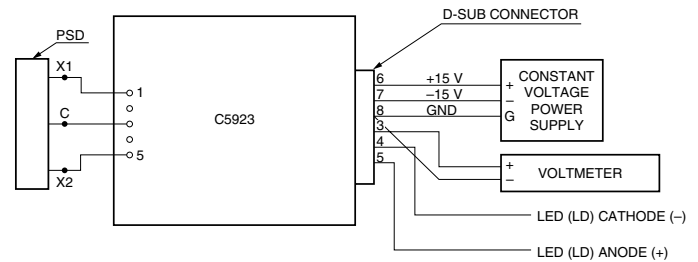 D-SUB CONNECTOR
PSD
X1
C
X2
1
5
C5923
6
7
8
3
4
5
+15 V
–15 V
GND
+
–
G
CONSTANT
VOLTAGE
POWER
SUPPLY
+
–
VOLTMETER
LED (LD) CATHODE (–)
LED (LD) ANODE (+)